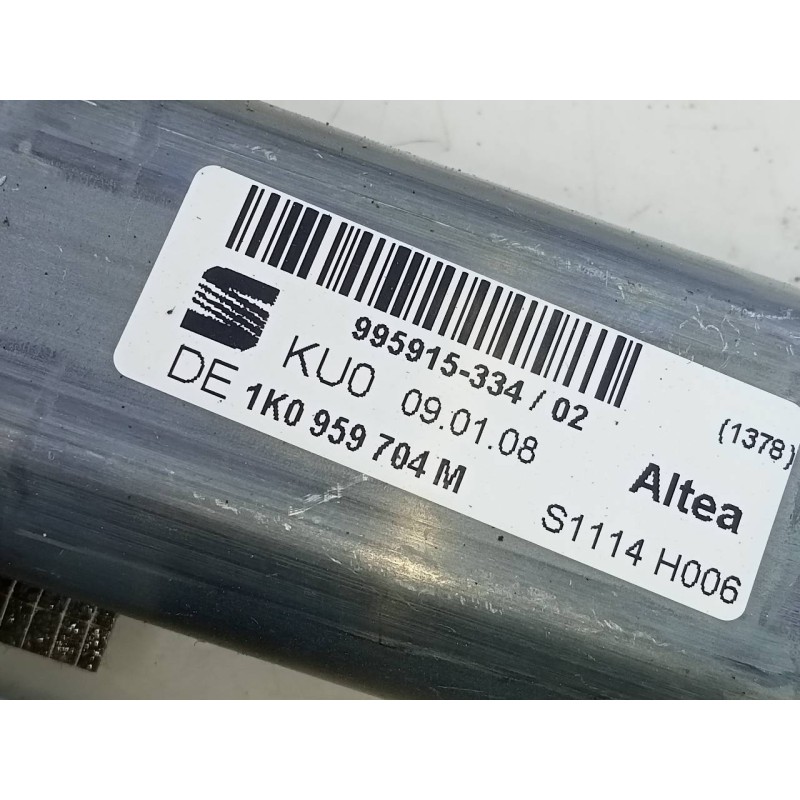 995915-334 / 02
KU0 09.01.08 (1378)
DE 1K0 959 704 M Altea
S1114 H006